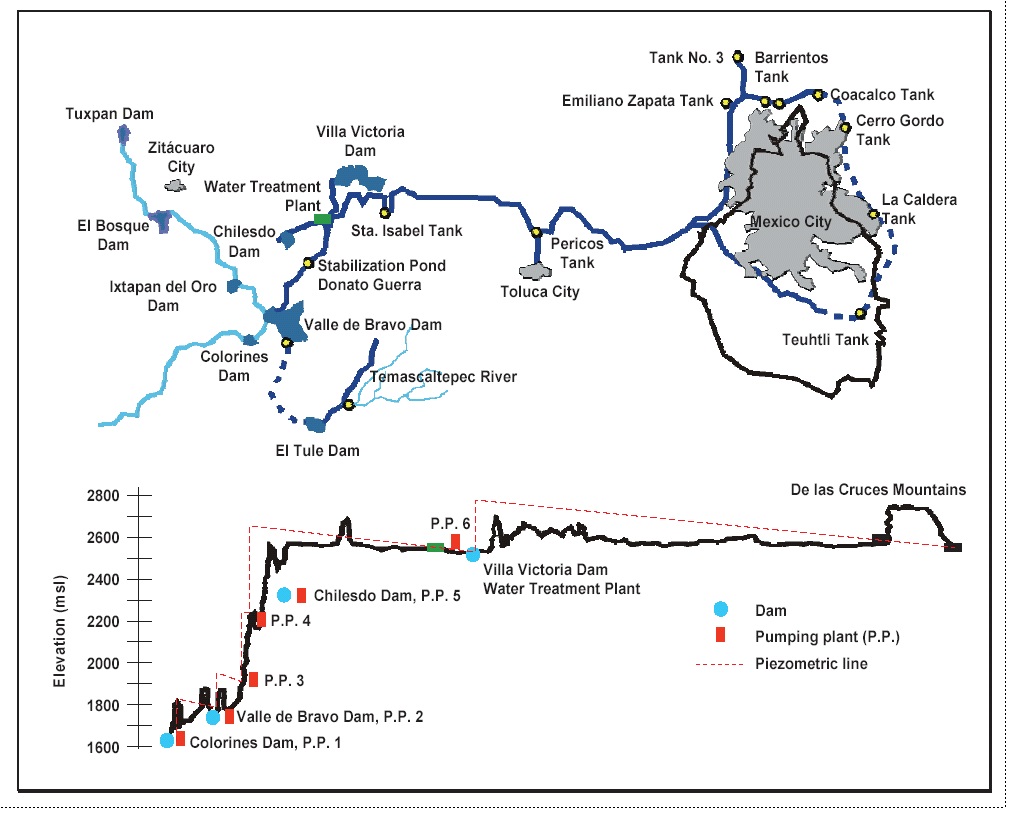 Tank No. 3
Barrientos
Tank
Emiliano Zapata Tank
Coacalco Tank
Tuxpan Dam
Cerro Gordo
Tank
Villa Victoria
Dam
Zitácuaro
City
Water Treatment
Plant
La Caldera
Tank
El Bosque
Dam
Chilesdo
Dam
Sta. Isabel Tank
Mexico City
Pericos
Tank
Stabilization Pond
Donato Guerra
Toluca City
Ixtapan del Oro
Dam
Valle de Bravo Dam
Teuhtli Tank
Colorines
Dam
Temascaltepec River
El Tule Dam
De las Cruces Mountains
2800
2600
2400
2200
2000
1800
1600
Elevation (msl)
P.P. 6
Villa Victoria Dam
Water Treatment Plant
Chilesdo Dam, P.P. 5
P.P. 4
P.P. 3
Valle de Bravo Dam, P.P. 2
Colorines Dam, P.P. 1
Dam
Pumping plant (P.P.)
Piezometric line